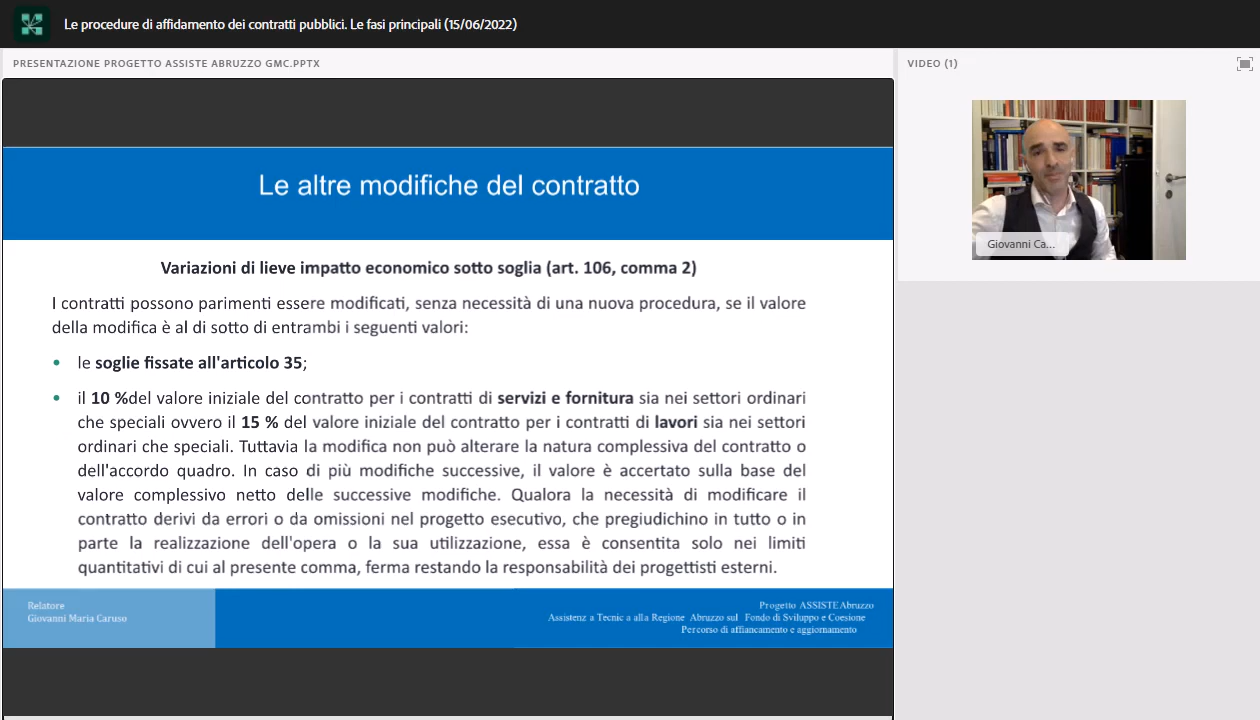 Le procedure di affidamento dei contratti pubblici. Le fasi principali (15/06/2022)
PRESENTAZIONE PROGETTO ASSISTE ABRUZZO GMC.PPTX
VIDEO (1)
Le altre modifiche del contratto
Variazioni di lieve impatto economico sotto soglia (art. 106, comma 2)
I contratti possono parimenti essere modificati, senza necessità di una nuova procedura, se il valore
della modifica è al di sotto di entrambi i seguenti valori:
• le soglie fissate all'articolo 35;
• il 10 %del valore iniziale del contratto per i contratti di servizi e fornitura sia nei settori ordinari
che speciali ovvero il 15 % del valore iniziale del contratto per i contratti di lavori sia nei settori
ordinari che speciali. Tuttavia la modifica non può alterare la natura complessiva del contratto o
dell'accordo quadro. In caso di più modifiche successive, il valore è accertato sulla base del
valore complessivo netto delle successive modifiche. Qualora la necessità di modificare il
contratto derivi da errori o da omissioni nel progetto esecutivo, che pregiudichino in tutto o in
parte la realizzazione dell'opera o la sua utilizzazione, essa è consentita solo nei limiti
quantitativi di cui al presente comma, ferma restando la responsabilità dei progettisti esterni.
Giovanni Ca...
Relatore
Giovanni Maria Caruso
Progetto ASSISTE Abruzzo
Assistenz a Tecnic a alla Regione Abruzzo sul Fondo di Sviluppo e Coesione
Percorso di affiancamento e aggiornamento